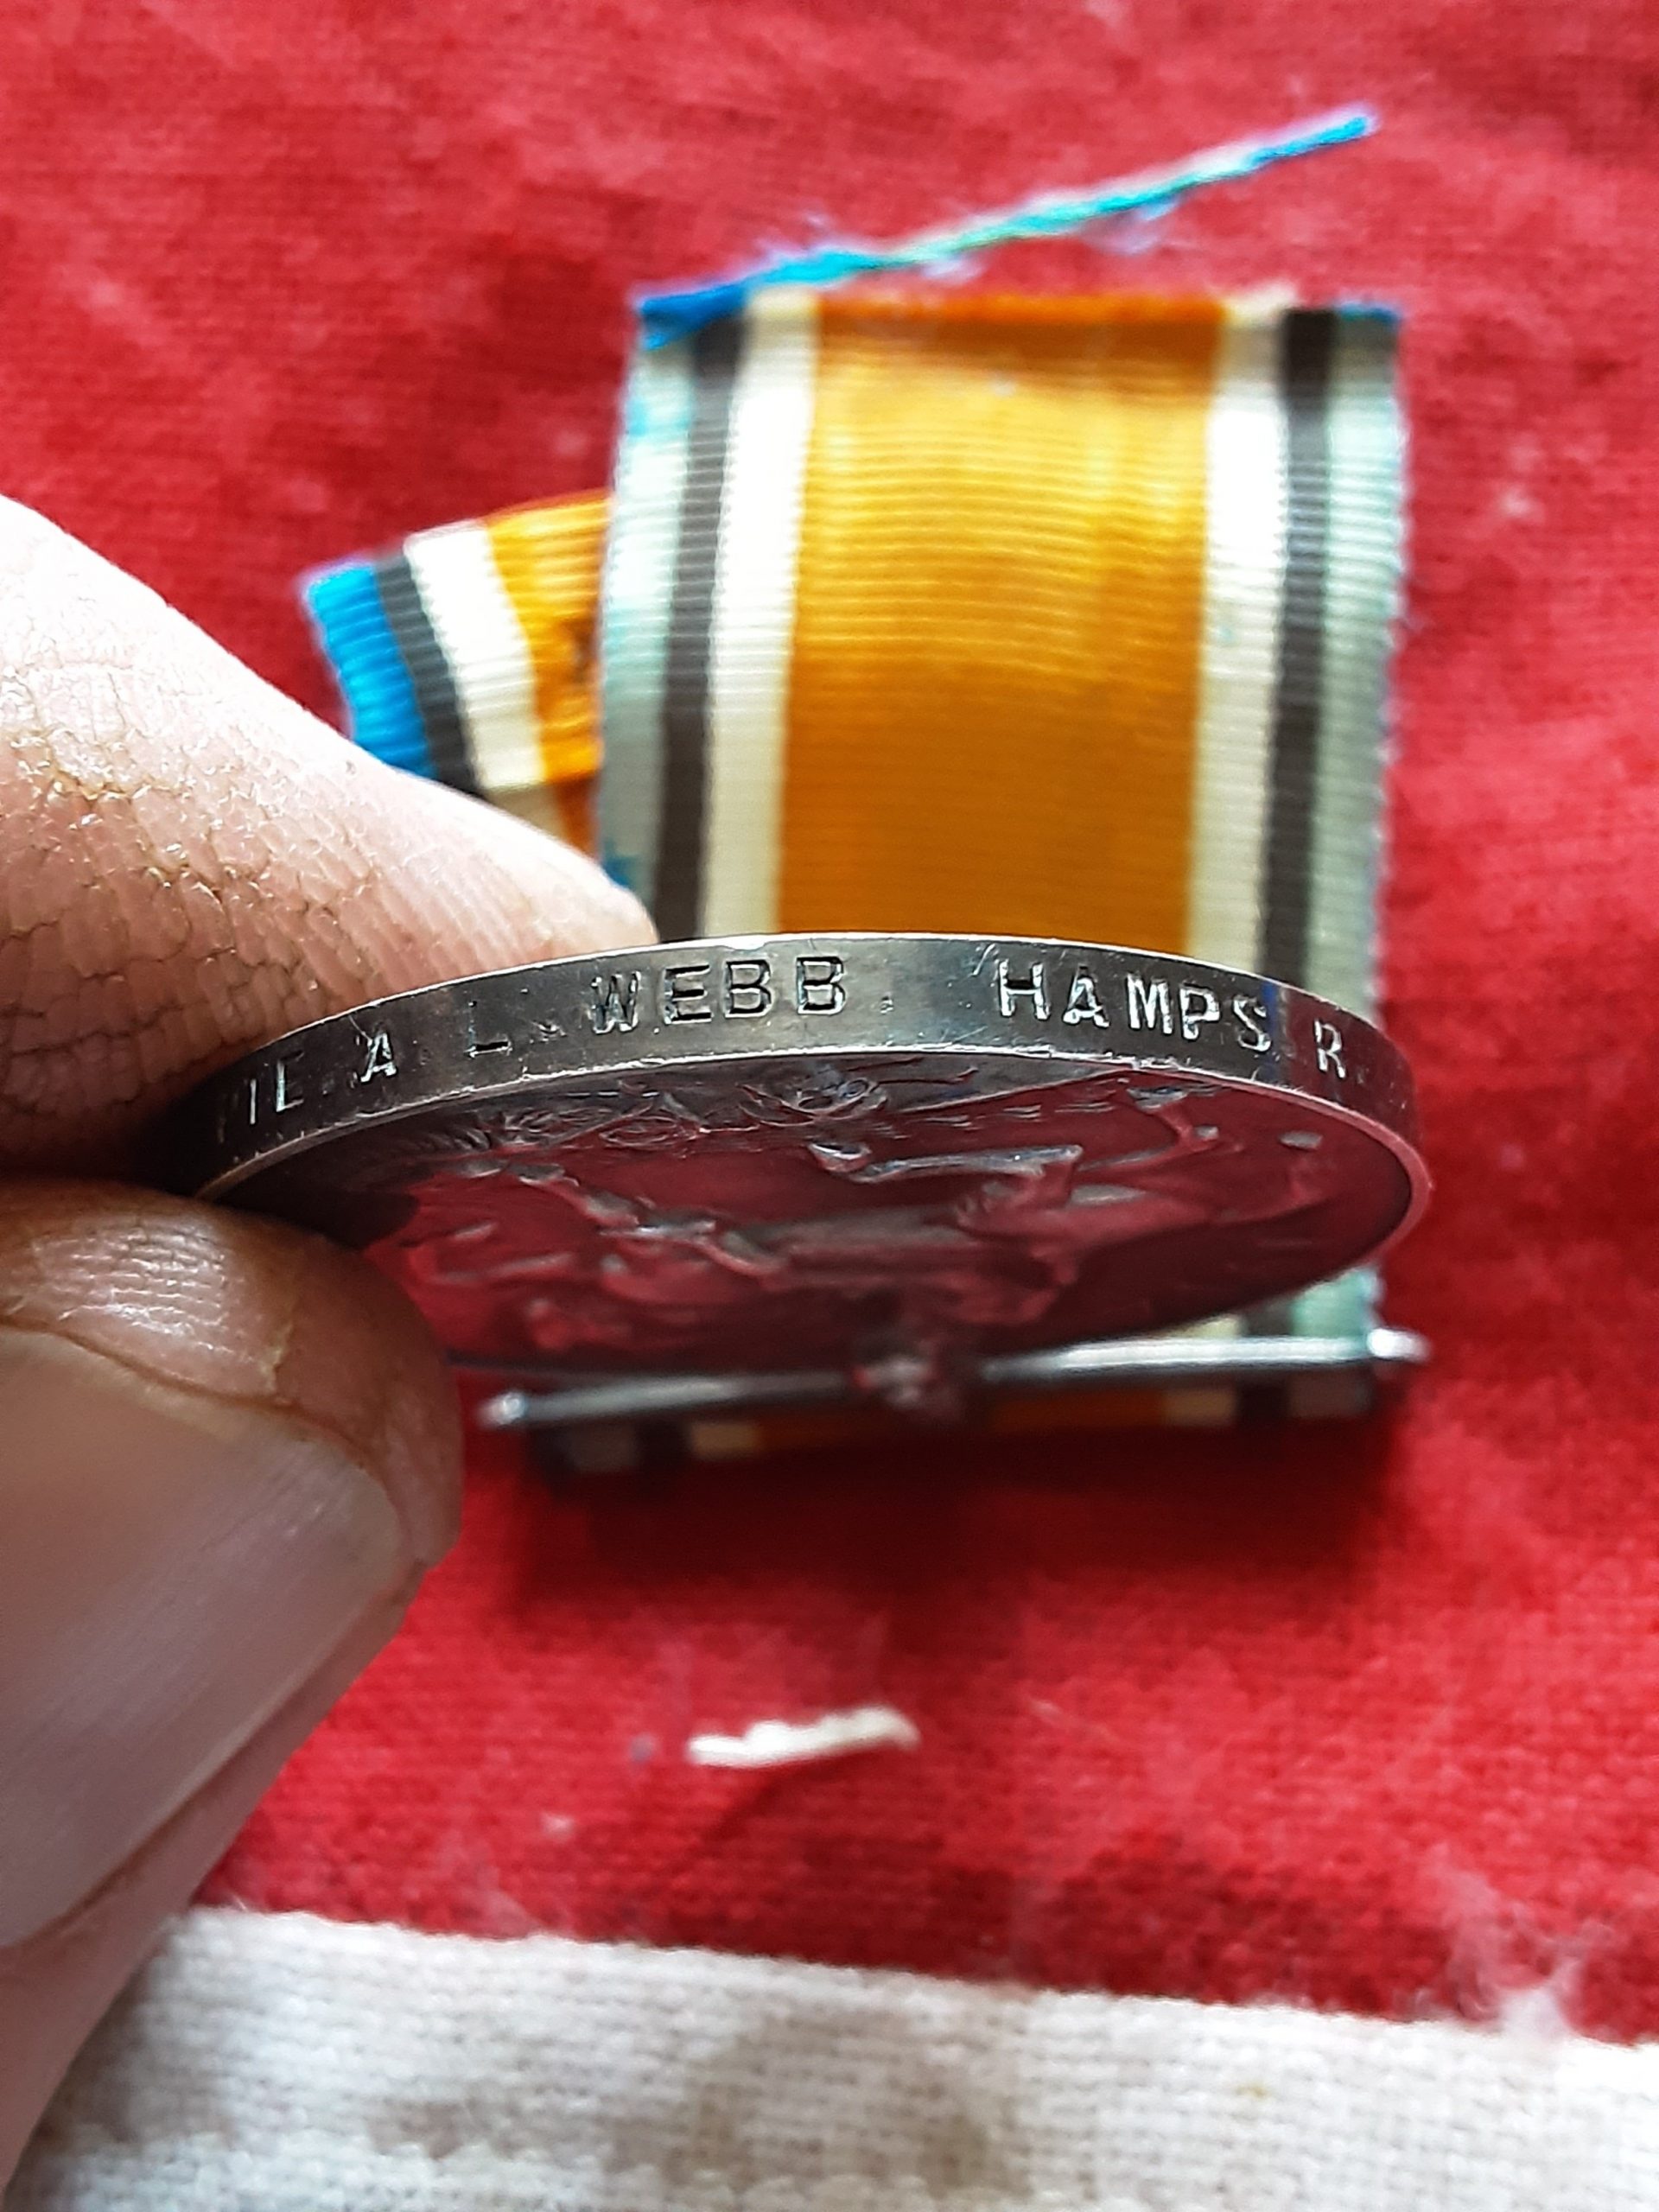 A. L. WEBB. HAMPS. R.